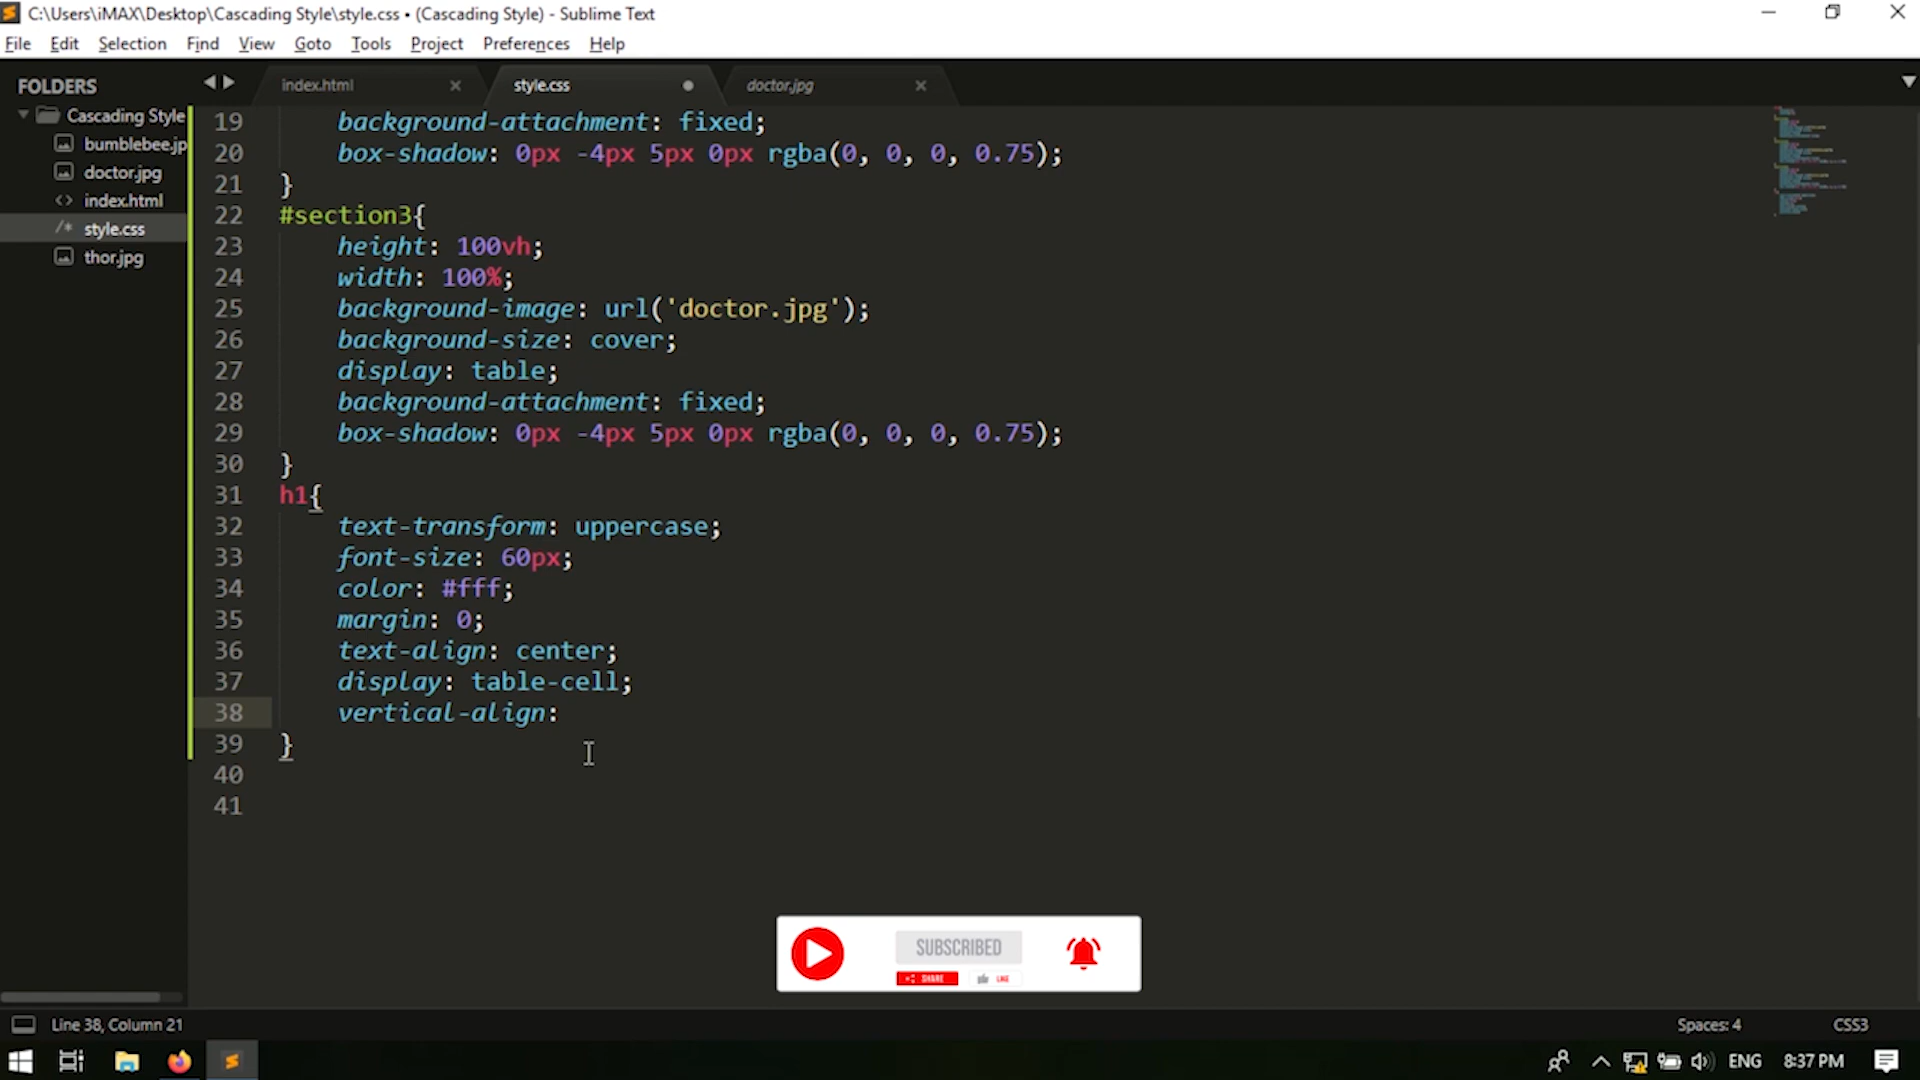 C:\Users\iMAX\Desktop\Cascading Style\style.css • (Cascading Style) - Sublime Text
File Edit Selection Find View Goto Tools Project Preferences Help
FOLDERS
Cascading Style
bumblebee.jp
doctor.jpg
index.html
/* style.css
thor.jpg
index.html style.css doctor.jpg
19 background-attachment: fixed;
20 box-shadow: 0px -4px 5px 0px rgba(0, 0, 0, 0.75);
21 }
22 #section3{
23 height: 100vh;
24 width: 100%;
25 background-image: url('doctor.jpg');
26 background-size: cover;
27 display: table;
28 background-attachment: fixed;
29 box-shadow: 0px -4px 5px 0px rgba(0, 0, 0, 0.75);
30 }
31 h1{
32 text-transform: uppercase;
33 font-size: 60px;
34 color: #fff;
35 margin: 0;
36 text-align: center;
37 display: table-cell;
38 vertical-align:
39 }
40
41
SUBSCRIBED
SHARE LIKE
Line 38, Column 21 Spaces: 4 CSS3
ENG 8:37 PM